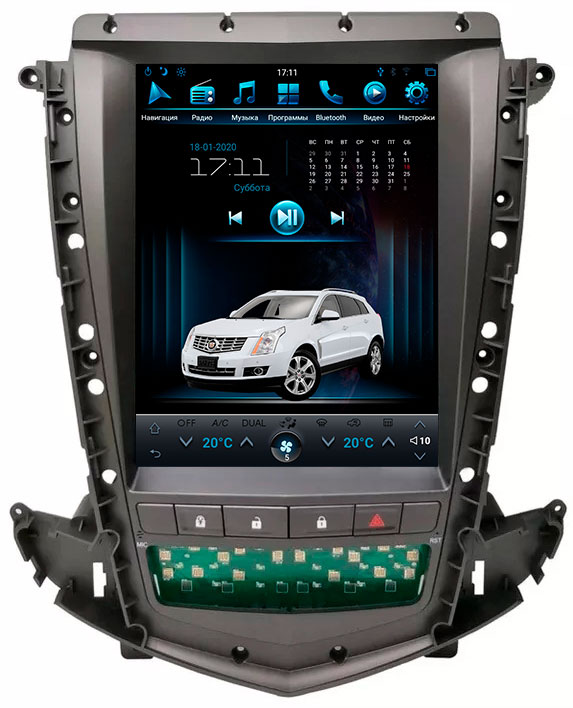 17:11
Навигация Радио Музыка Программы Bluetooth Видео Настройки
18-01-2020
17:11
Суббота
ВС ПН ВТ СР ЧТ ПТ СБ
29 30 31 1 2 3 4
5 6 7 8 9 10 11
12 13 14 15 16 17 18
19 20 21 22 23 24 25
26 27 28 29 30 31 1
2 3 4 5 6 7 8
OFF A/C DUAL
20°C 5 20°C 10
MIC RST